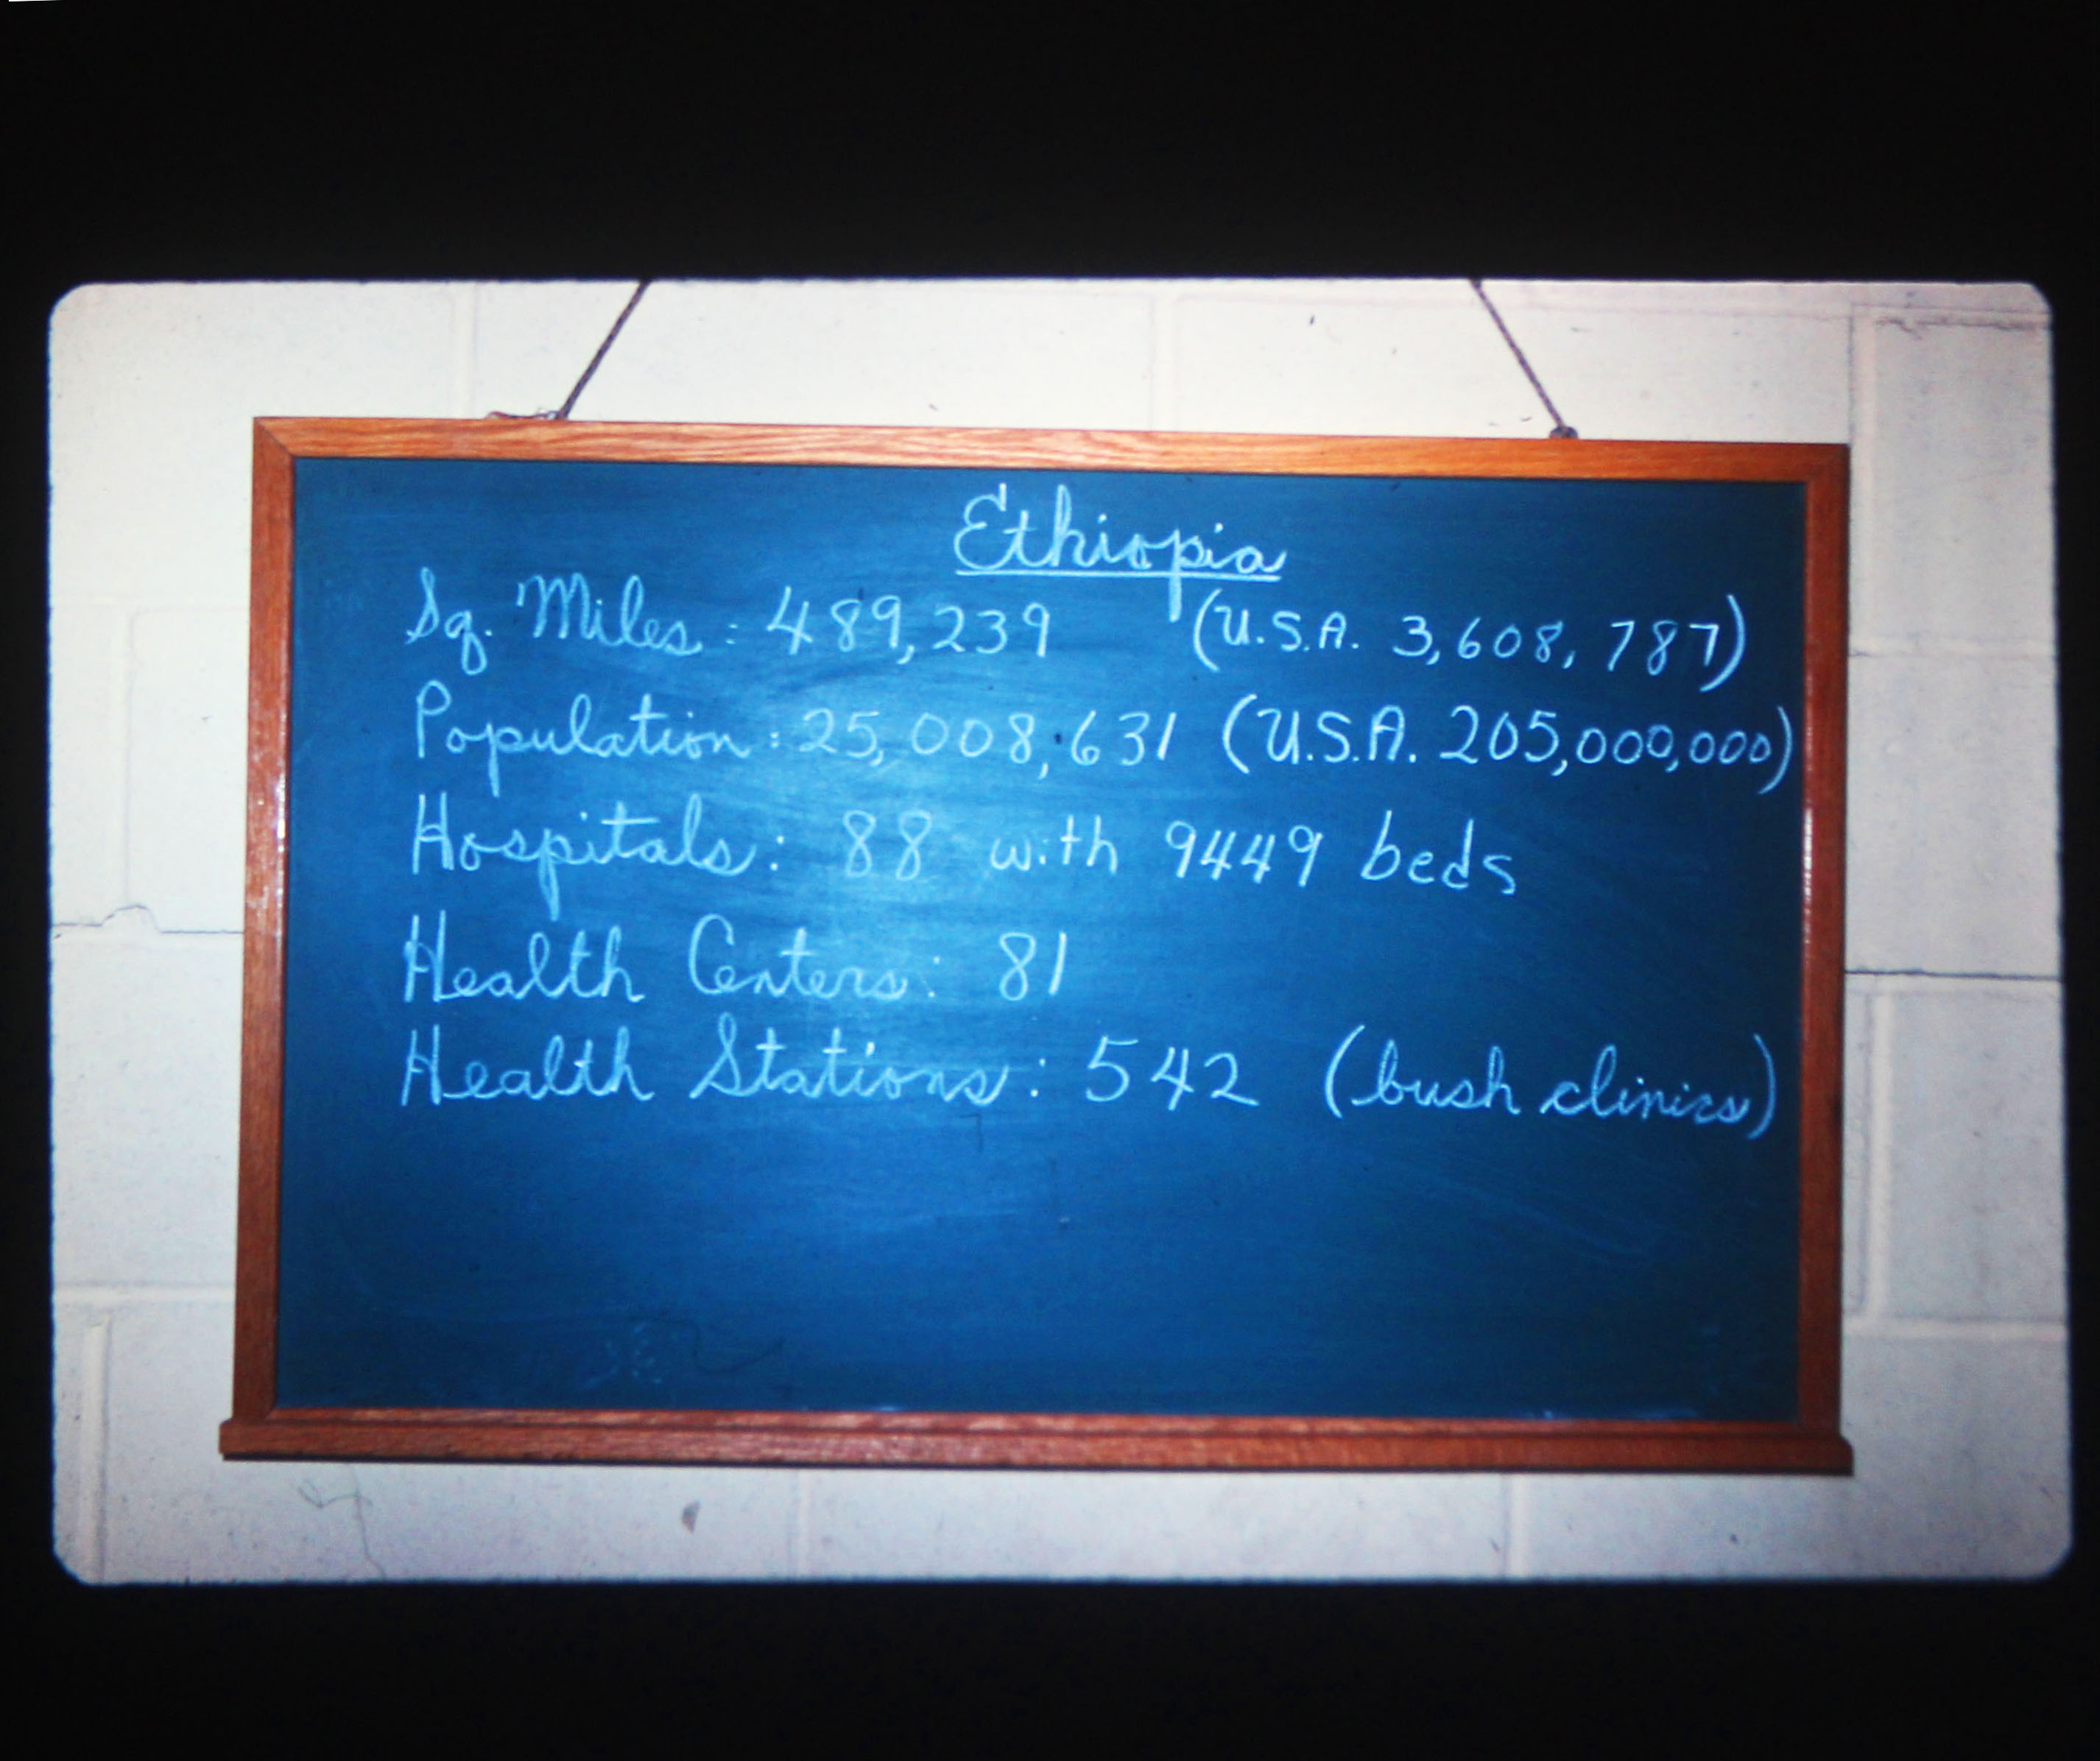 Ethiopia
Sq. Miles: 489,239 (U.S.A. 3,608,787)
Population: 25,008,631 (U.S.A. 205,000,000)
Hospitals: 88 with 9449 beds
Health Centers: 81
Health Stations: 542 (bush clinics)